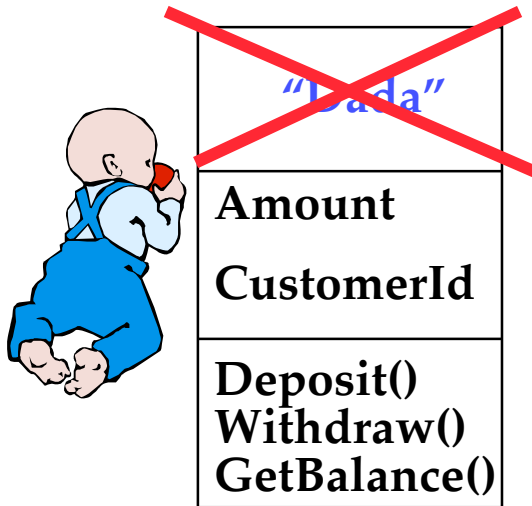 “Dada”
Amount
CustomerId
Deposit()
Withdraw()
GetBalance()